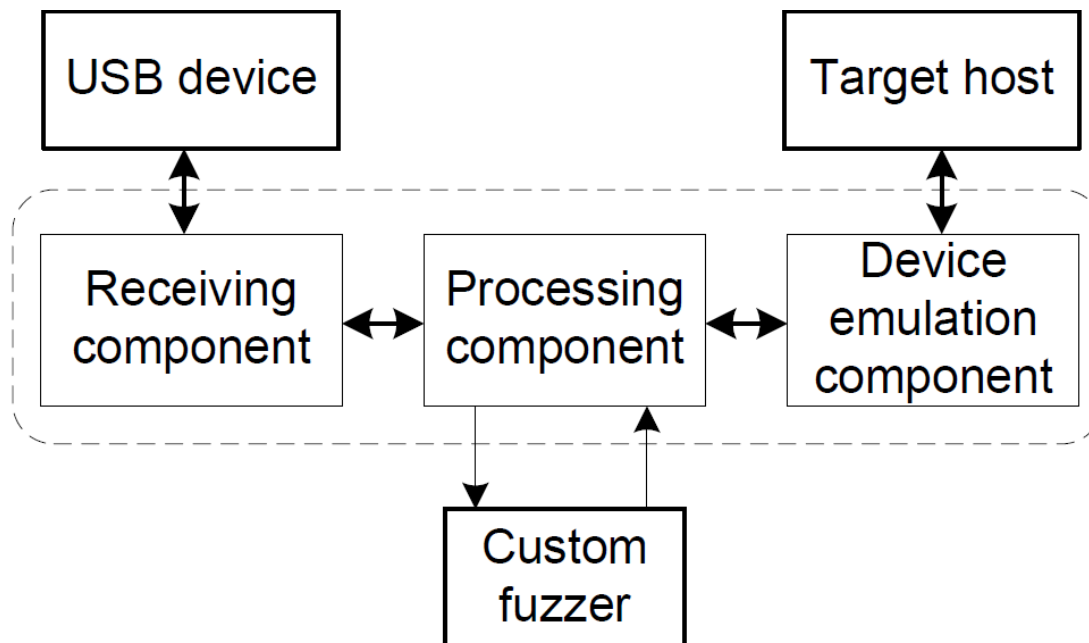 USB device
Target host
Receiving
component
Processing
component
Device
emulation
component
Custom
fuzzer